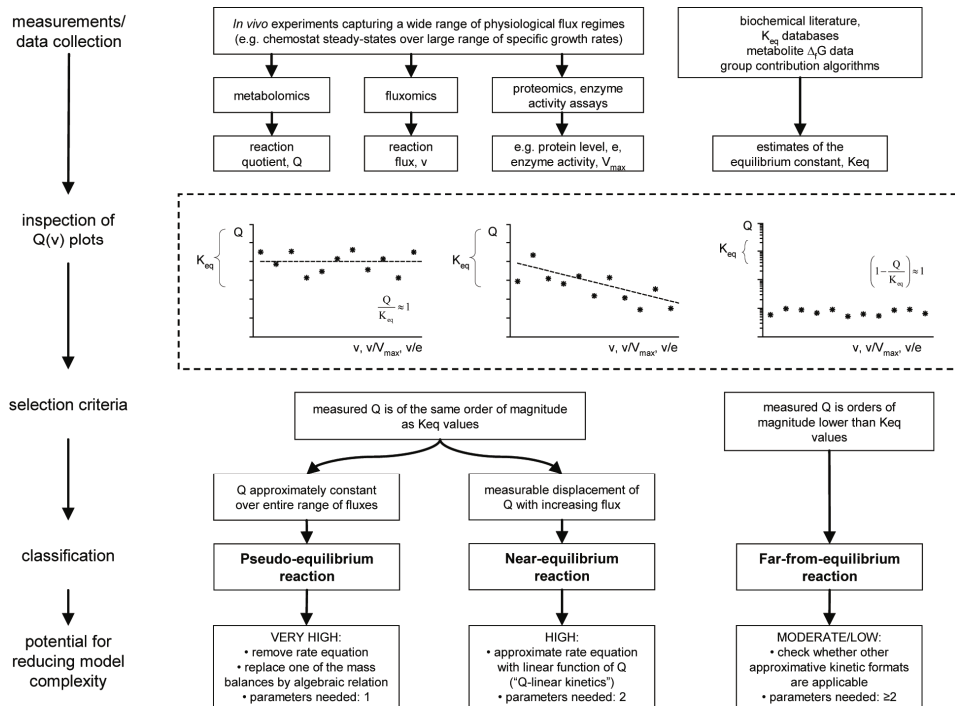 measurements/
data collection
In vivo experiments capturing a wide range of physiological flux regimes
(e.g. chemostat steady-states over large range of specific growth rates)
biochemical literature,
Keq databases
metabolite ΔfG data
group contribution algorithms
metabolomics
fluxomics
proteomics, enzyme
activity assays
reaction
quotient, Q
reaction
flux, v
e.g. protein level, e,
enzyme activity, Vmax
estimates of the
equilibrium constant, Keq
inspection of
Q(v) plots
Q
Keq
Q/Keq ≈ 1
v, v/Vmax, v/e
Q
Keq
v, v/Vmax, v/e
Q
Keq
(1 − Q/Keq) ≈ 1
v, v/Vmax, v/e
selection criteria
measured Q is of the same order of magnitude
as Keq values
measured Q is orders of
magnitude lower than Keq
values
Q approximately constant
over entire range of fluxes
measurable displacement of
Q with increasing flux
classification
Pseudo-equilibrium
reaction
Near-equilibrium
reaction
Far-from-equilibrium
reaction
potential for
reducing model
complexity
VERY HIGH:
• remove rate equation
• replace one of the mass
balances by algebraic relation
• parameters needed: 1
HIGH:
• approximate rate equation
with linear function of Q
("Q-linear kinetics")
• parameters needed: 2
MODERATE/LOW:
• check whether other
approximative kinetic formats
are applicable
• parameters needed: ≥2